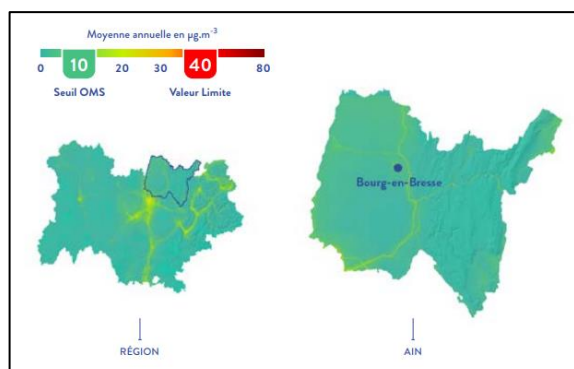 Moyenne annuelle en µg.m⁻³
0 10 20 30 40 80
Seuil OMS Valeur Limite
Bourg-en-Bresse
RÉGION AIN